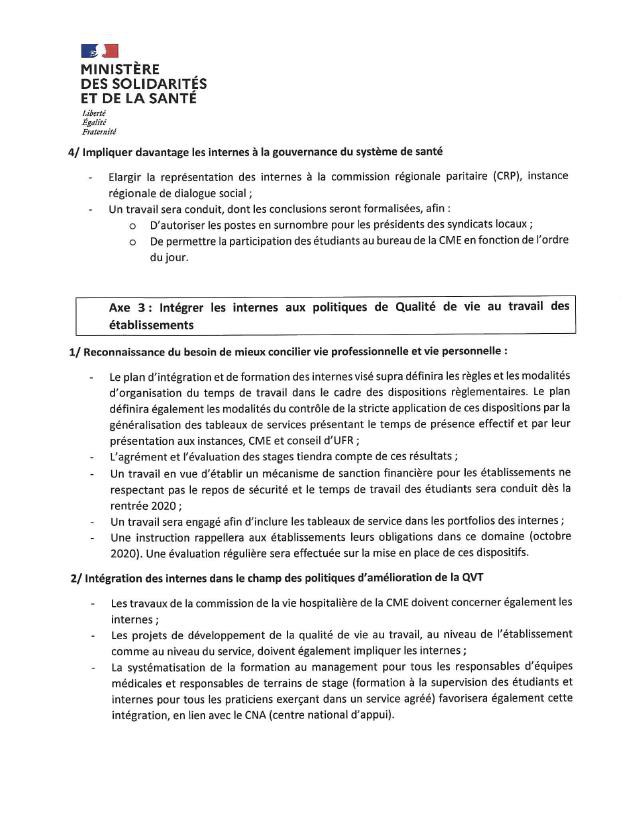 MINISTÈRE
DES SOLIDARITÉS
ET DE LA SANTÉ
Liberté
Égalité
Fraternité
4/ Impliquer davantage les internes à la gouvernance du système de santé
- Elargir la représentation des internes à la commission régionale paritaire (CRP), instance
régionale de dialogue social ;
- Un travail sera conduit, dont les conclusions seront formalisées, afin :
o D'autoriser les postes en surnombre pour les présidents des syndicats locaux ;
o De permettre la participation des étudiants au bureau de la CME en fonction de l'ordre
du jour.
Axe 3 : Intégrer les internes aux politiques de Qualité de vie au travail des
établissements
1/ Reconnaissance du besoin de mieux concilier vie professionnelle et vie personnelle :
- Le plan d'intégration et de formation des internes visé supra définira les règles et les modalités
d'organisation du temps de travail dans le cadre des dispositions règlementaires. Le plan
définira également les modalités du contrôle de la stricte application de ces dispositions par la
généralisation des tableaux de services présentant le temps de présence effectif et par leur
présentation aux instances, CME et conseil d'UFR ;
- L'agrément et l'évaluation des stages tiendra compte de ces résultats ;
- Un travail en vue d'établir un mécanisme de sanction financière pour les établissements ne
respectant pas le repos de sécurité et le temps de travail des étudiants sera conduit dès la
rentrée 2020 ;
- Un travail sera engagé afin d'inclure les tableaux de service dans les portfolios des internes ;
- Une instruction rappellera aux établissements leurs obligations dans ce domaine (octobre
2020). Une évaluation régulière sera effectuée sur la mise en place de ces dispositifs.
2/ Intégration des internes dans le champ des politiques d'amélioration de la QVT
- Les travaux de la commission de la vie hospitalière de la CME doivent concerner également les
internes ;
- Les projets de développement de la qualité de vie au travail, au niveau de l'établissement
comme au niveau du service, doivent également impliquer les internes ;
- La systématisation de la formation au management pour tous les responsables d'équipes
médicales et responsables de terrains de stage (formation à la supervision des étudiants et
internes pour tous les praticiens exerçant dans un service agréé) favorisera également cette
intégration, en lien avec le CNA (centre national d'appui).